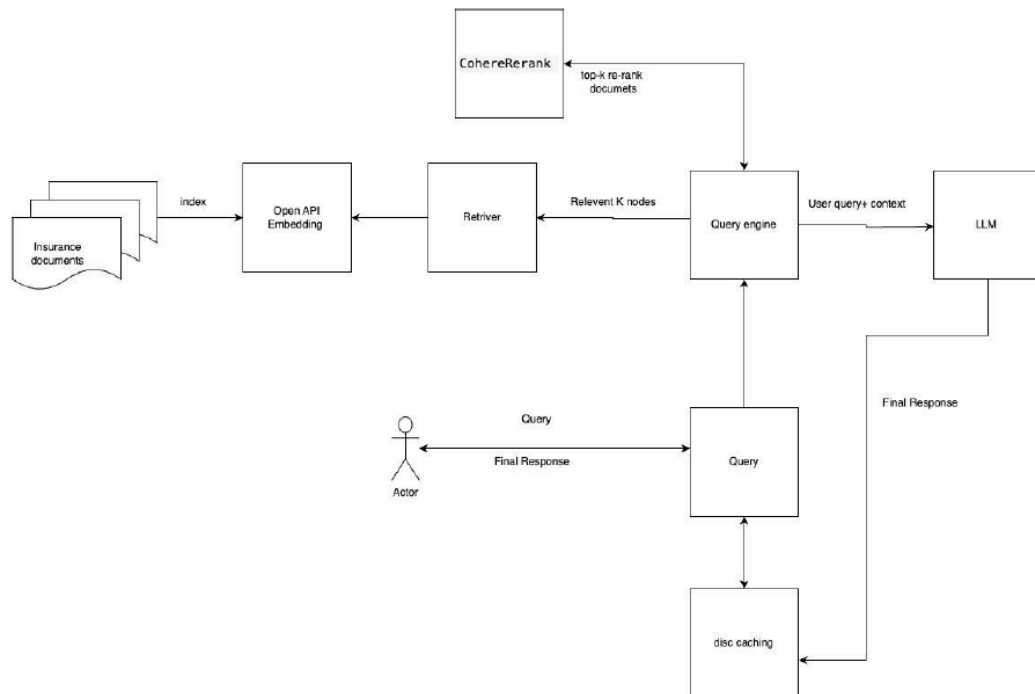 CohereRerank
top-k re-rank
documets
index
Open API
Embedding
Retriver
Relevent K nodes
Query engine
User query+ context
LLM
Insurance
documents
Final Response
Query
Final Response
Query
Actor
disc caching